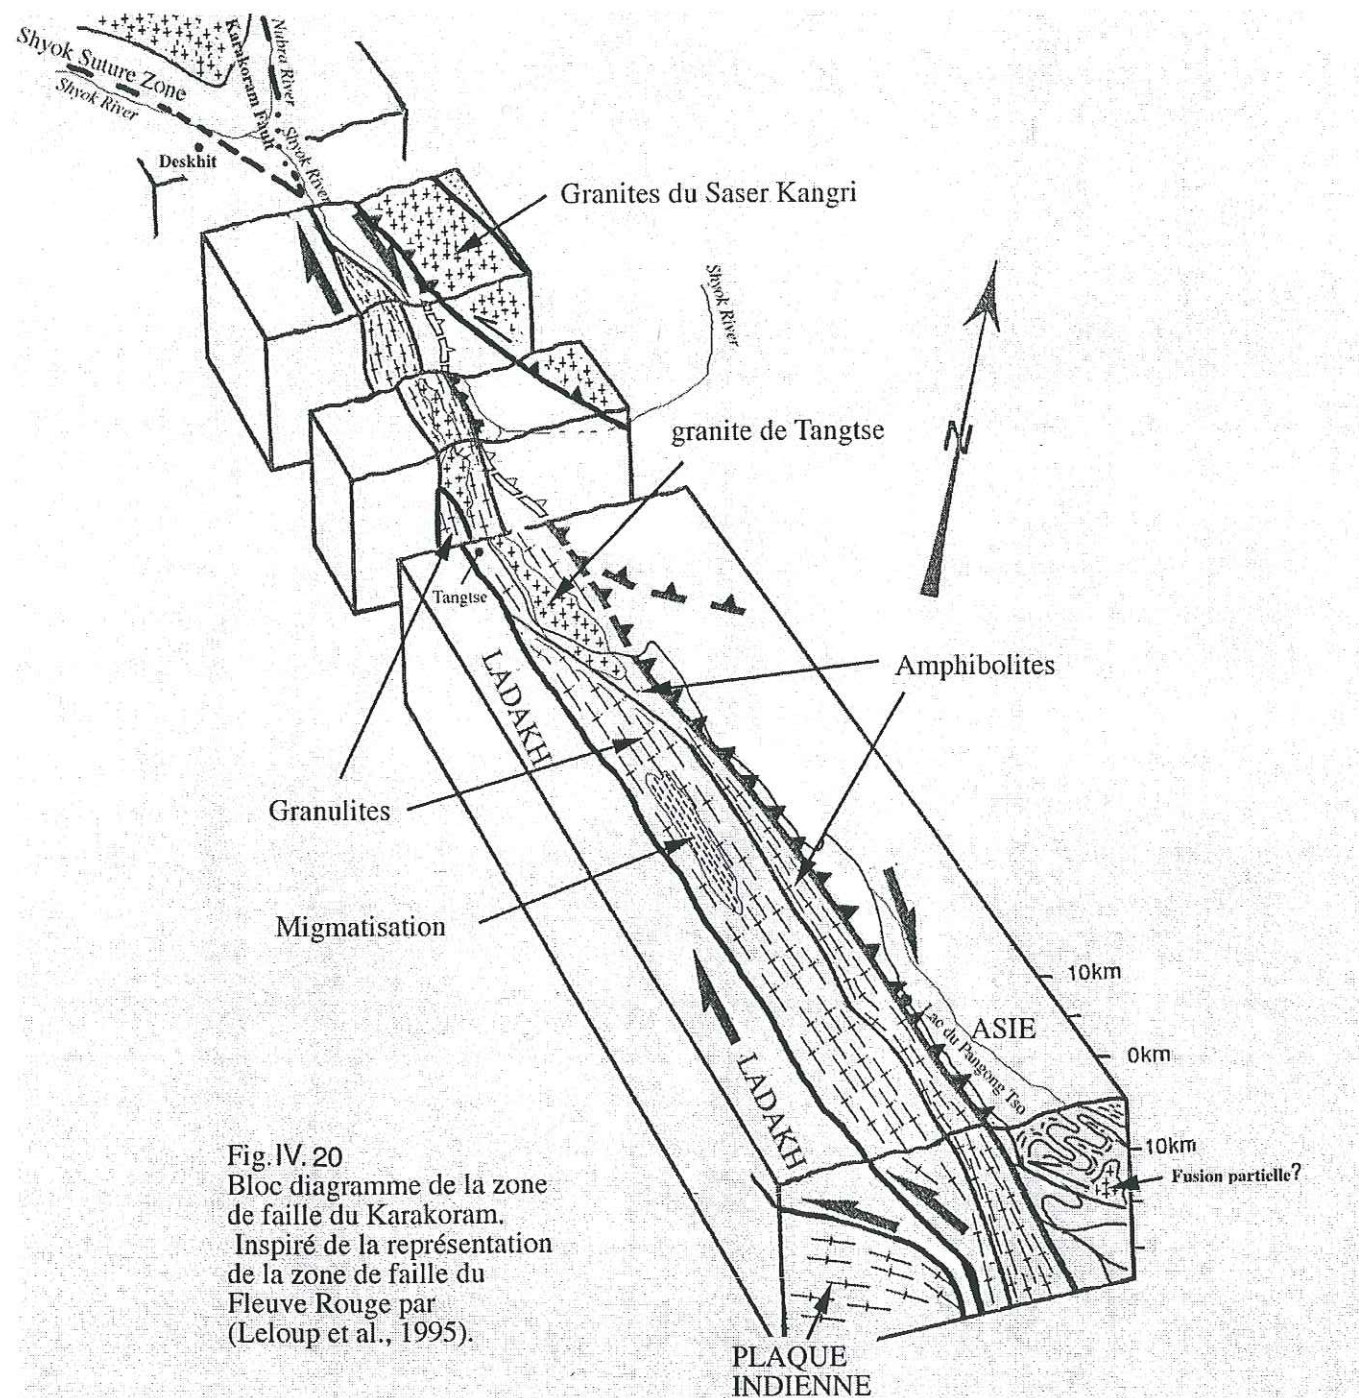 Shyok Suture Zone
Shyok River
Karakoram Fault
Nubra River
Shyok River
Deskhit
Granites du Saser Kangri
Shyok River
N
granite de Tangtse
Tangtse
LADAKH
Amphibolites
Granulites
Migmatisation
10km
ASIE
Lac du Pangong Tso
0km
LADAKH
10km
Fusion partielle?
Fig.IV. 20
Bloc diagramme de la zone
de faille du Karakoram.
Inspiré de la représentation
de la zone de faille du
Fleuve Rouge par
(Leloup et al., 1995).
PLAQUE
INDIENNE